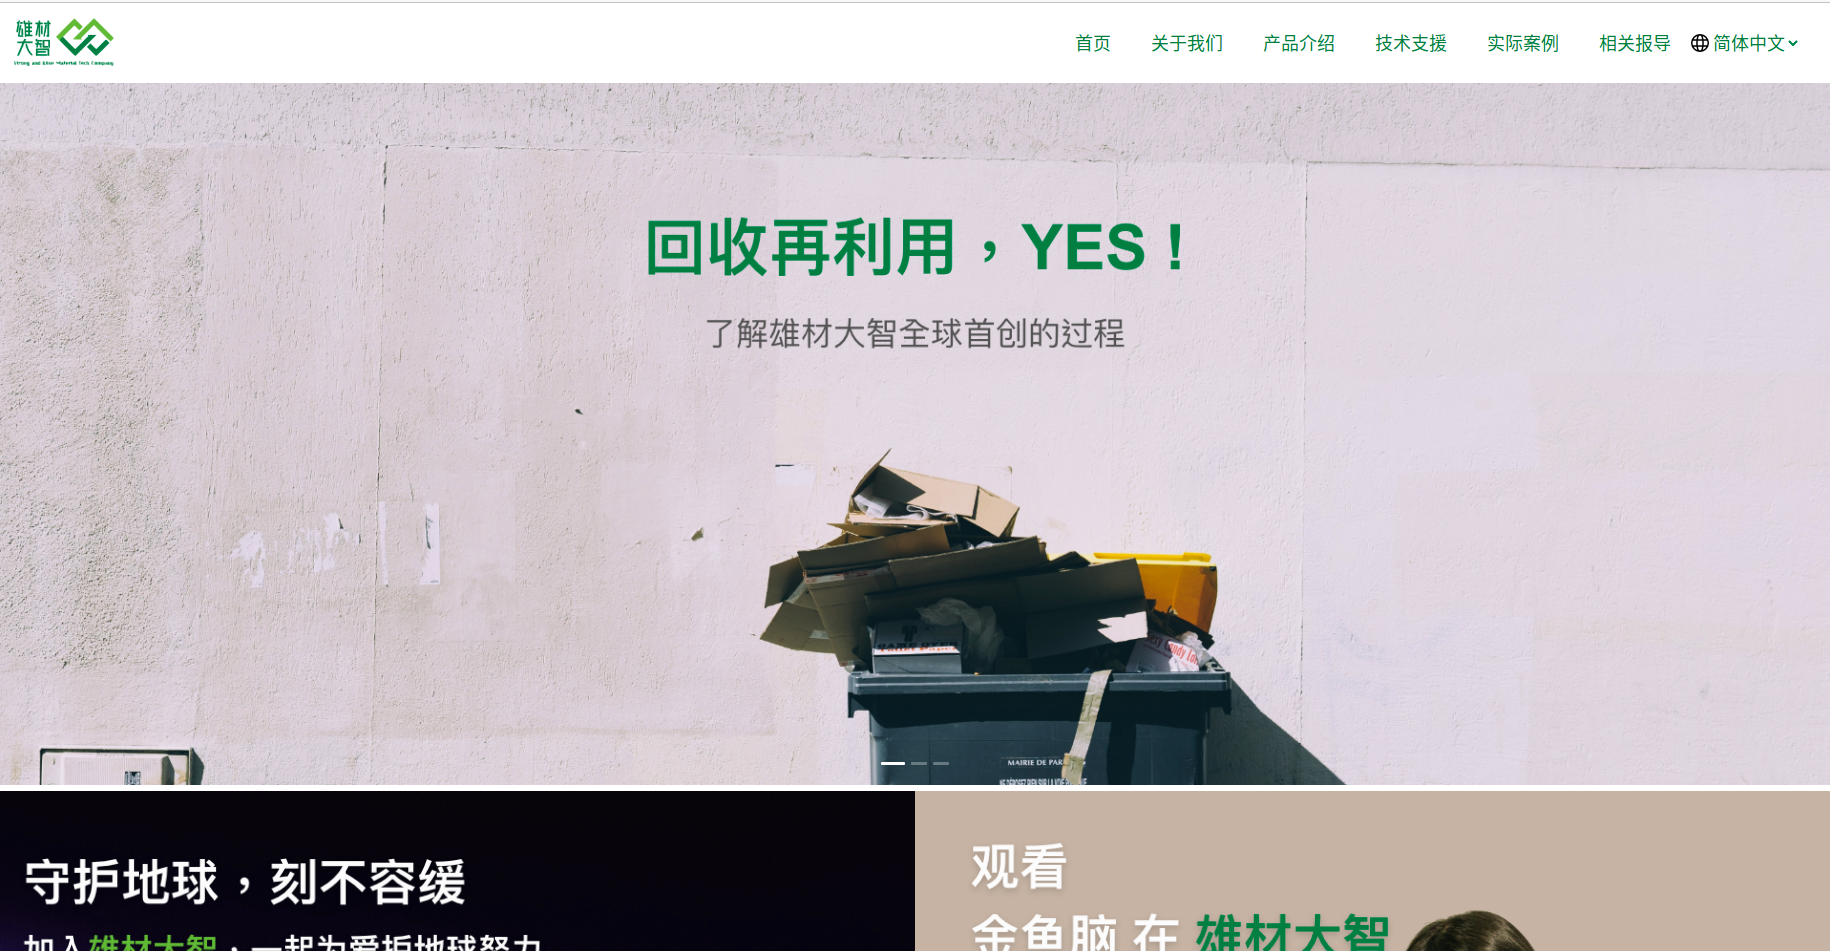 雄材
大智
Strong and Wise Material Tech Company
首页 关于我们 产品介绍 技术支援 实际案例 相关报导 简体中文
回收再利用，YES！
了解雄材大智全球首创的过程
MAIRIE DE PAR
守护地球，刻不容缓
加入雄材大智，一起为爱护地球努力
观看
金鱼脑 在 雄材大智